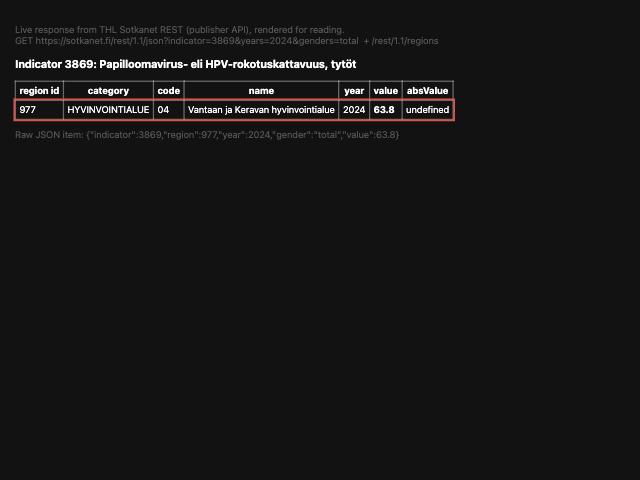 Live response from THL Sotkanet REST (publisher API), rendered for reading.
GET https://sotkanet.fi/rest/1.1/json?indicator=3869&years=2024&genders=total + /rest/1.1/regions
Indicator 3869: Papilloomavirus- eli HPV-rokotuskattavuus, tytöt
region id category code name year value absValue
977 HYVINVOINTIALUE 04 Vantaan ja Keravan hyvinvointialue 2024 63.8 undefined
Raw JSON item: {"indicator":3869,"region":977,"year":2024,"gender":"total","value":63.8}